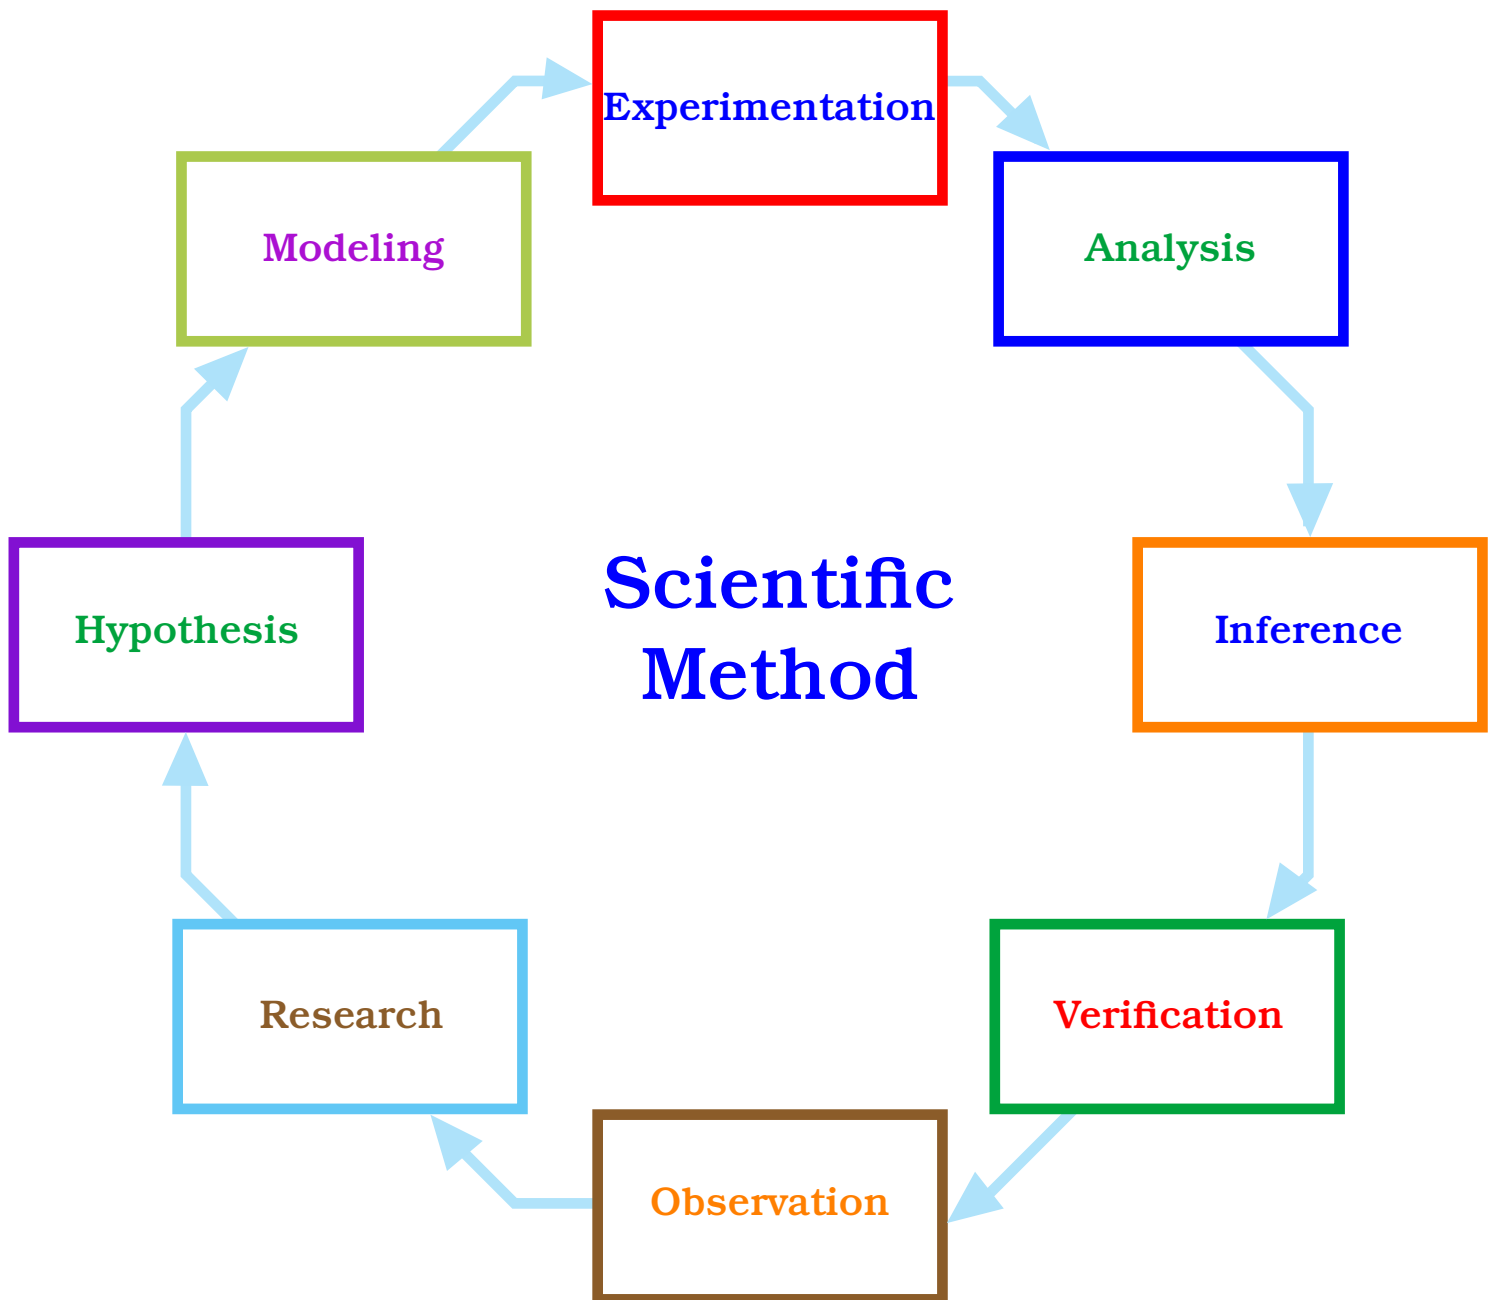 Experimentation
Modeling
Analysis
Scientific
Method
Hypothesis
Inference
Research
Verification
Observation